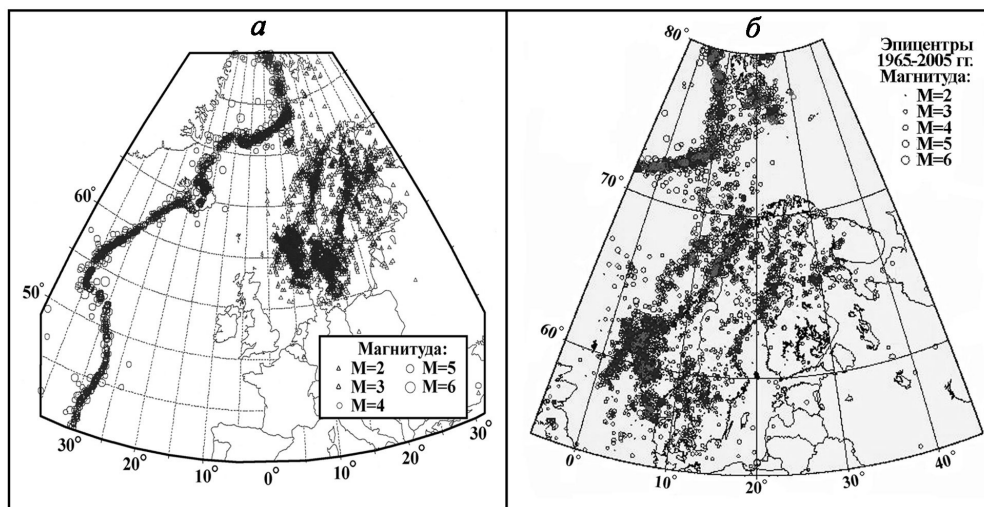 а
60°
50°
30°
20°
10°
0°
10°
20°
30°
Магнитуда:
М=2 М=5
М=3 М=6
М=4
б
80°
Эпицентры
1965-2005 гг.
Магнитуда:
М=2
М=3
М=4
М=5
М=6
70°
60°
0°
10°
20°
30°
40°